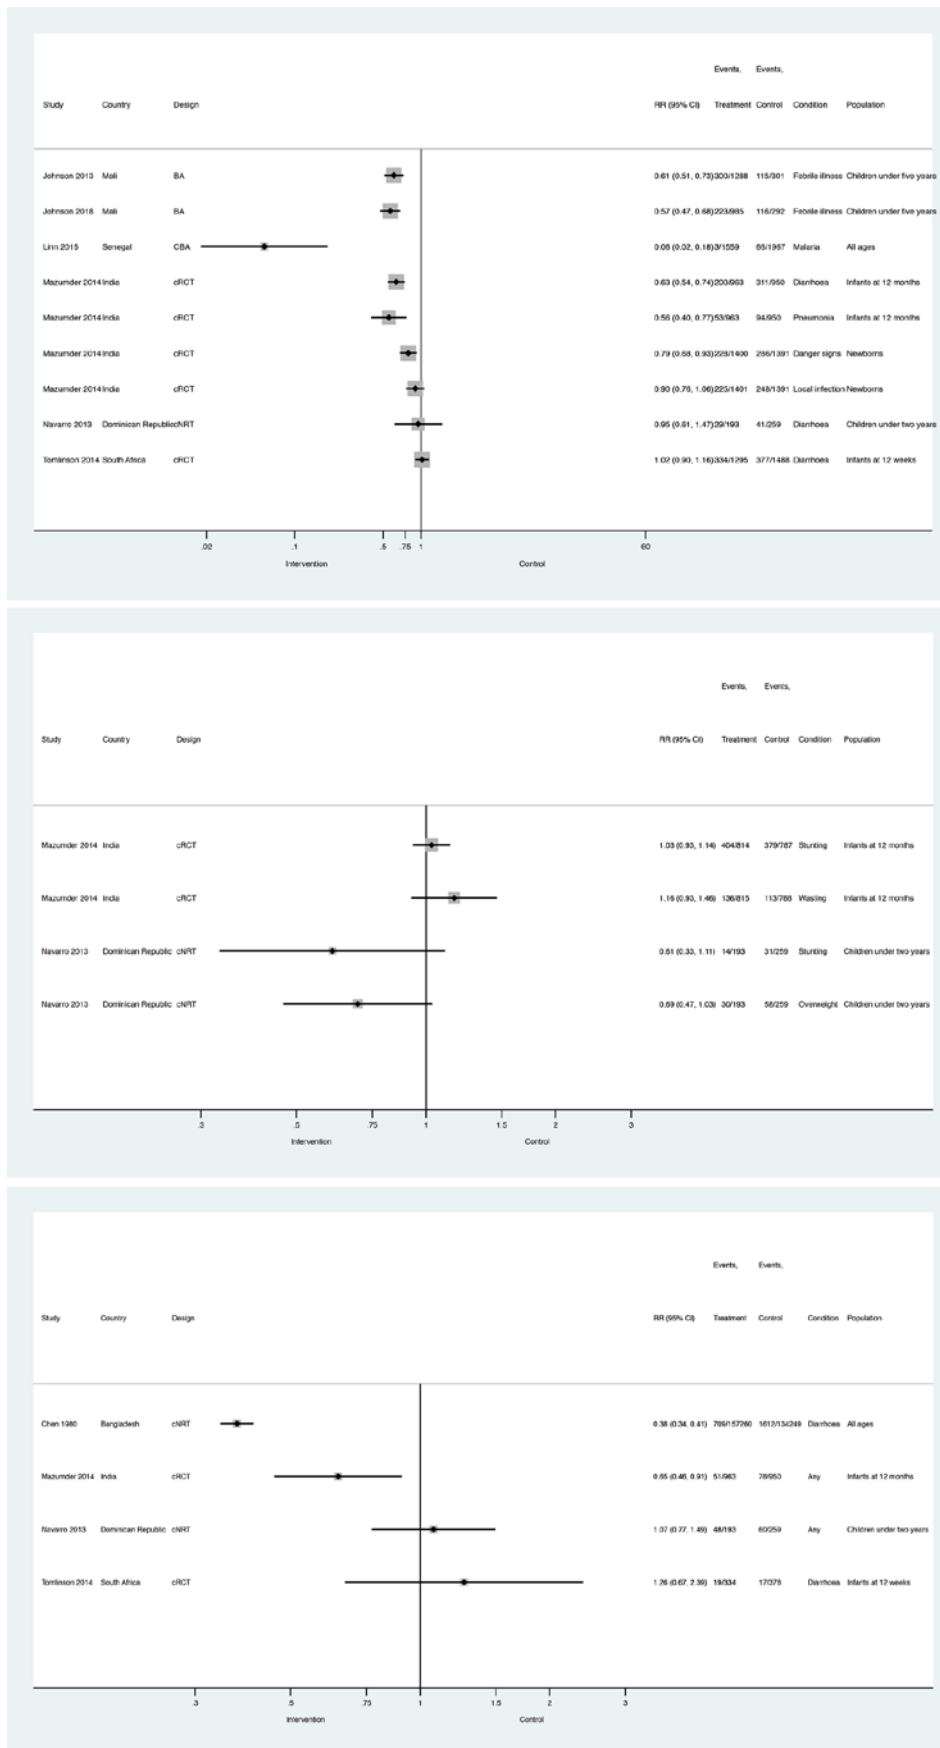 Events, Events,
Study Country Design RR (95% CI) Treatment Control Condition Population
Johnson 2013 Mali BA 0.61 (0.51, 0.73) 300/1288 115/301 Febrile illness Children under five years
Johnson 2018 Mali BA 0.57 (0.47, 0.68) 223/985 116/292 Febrile illness Children under five years
Linn 2015 Senegal CBA 0.06 (0.02, 0.18) 3/1559 66/1967 Malaria All ages
Mazumder 2014 India cRCT 0.63 (0.54, 0.74) 200/963 311/950 Diarrhoea Infants at 12 months
Mazumder 2014 India cRCT 0.56 (0.40, 0.77) 53/963 94/950 Pneumonia Infants at 12 months
Mazumder 2014 India cRCT 0.79 (0.68, 0.93) 228/1400 286/1391 Danger signs Newborns
Mazumder 2014 India cRCT 0.90 (0.76, 1.06) 225/1401 248/1391 Local infection Newborns
Navarro 2013 Dominican Republic cNRT 0.95 (0.61, 1.47) 29/193 41/259 Diarrhoea Children under two years
Tomlinson 2014 South Africa cRCT 1.02 (0.90, 1.16) 334/1295 377/1488 Diarrhoea Infants at 12 weeks
.02 .1 .5 .75 1 60
Intervention Control
Events, Events,
Study Country Design RR (95% CI) Treatment Control Condition Population
Mazumder 2014 India cRCT 1.03 (0.93, 1.14) 404/814 379/787 Stunting Infants at 12 months
Mazumder 2014 India cRCT 1.16 (0.93, 1.46) 136/815 113/788 Wasting Infants at 12 months
Navarro 2013 Dominican Republic cNRT 0.61 (0.33, 1.11) 14/193 31/259 Stunting Children under two years
Navarro 2013 Dominican Republic cNRT 0.69 (0.47, 1.03) 30/193 58/259 Overweight Children under two years
.3 .5 .75 1 1.5 2 3
Intervention Control
Events, Events,
Study Country Design RR (95% CI) Treatment Control Condition Population
Chen 1980 Bangladesh cNRT 0.38 (0.34, 0.41) 709/157260 1612/134249 Diarrhoea All ages
Mazumder 2014 India cRCT 0.65 (0.46, 0.91) 51/963 78/950 Any Infants at 12 months
Navarro 2013 Dominican Republic cNRT 1.07 (0.77, 1.49) 48/193 60/259 Any Children under two years
Tomlinson 2014 South Africa cRCT 1.26 (0.67, 2.39) 19/334 17/378 Diarrhoea Infants at 12 weeks
.3 .5 .75 1 1.5 2 3
Intervention Control